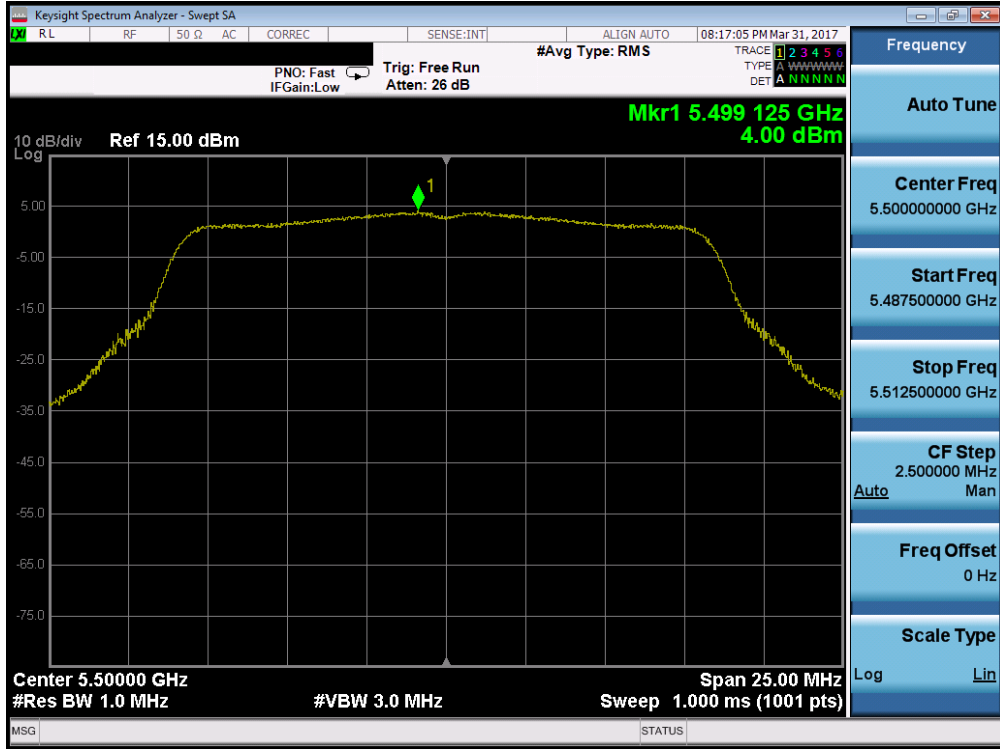 Keysight Spectrum Analyzer - Swept SA
LXI RL RF 50 Ω AC CORREC SENSE:INT ALIGN AUTO 08:17:05 PM Mar 31, 2017
Frequency
#Avg Type: RMS
TRACE 1 2 3 4 5 6
PNO: Fast Trig: Free Run
TYPE A WWWWW
IFGain:Low Atten: 26 dB
DET A N N N N N
Auto Tune
Mkr1 5.499 125 GHz
4.00 dBm
10 dB/div Ref 15.00 dBm
Log
1
5.00
-5.00
-15.0
-25.0
-35.0
-45.0
-55.0
-65.0
-75.0
Center Freq
5.500000000 GHz
Start Freq
5.487500000 GHz
Stop Freq
5.512500000 GHz
CF Step
2.500000 MHz
Auto Man
Freq Offset
0 Hz
Scale Type
Log Lin
Center 5.50000 GHz Span 25.00 MHz
#Res BW 1.0 MHz #VBW 3.0 MHz Sweep 1.000 ms (1001 pts)
MSG STATUS